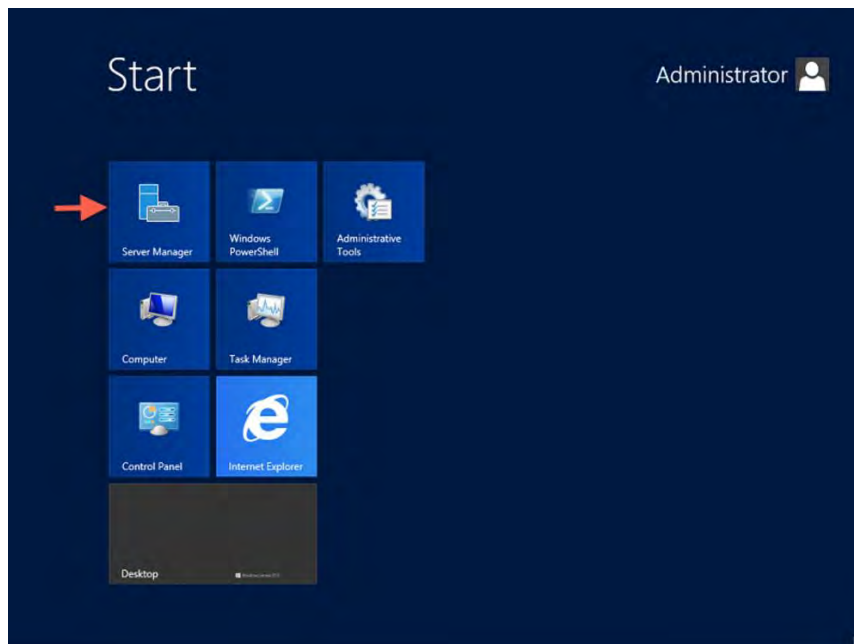 Start
Administrator
Server Manager
Windows
PowerShell
Administrative
Tools
Computer
Task Manager
Control Panel
Internet Explorer
Desktop